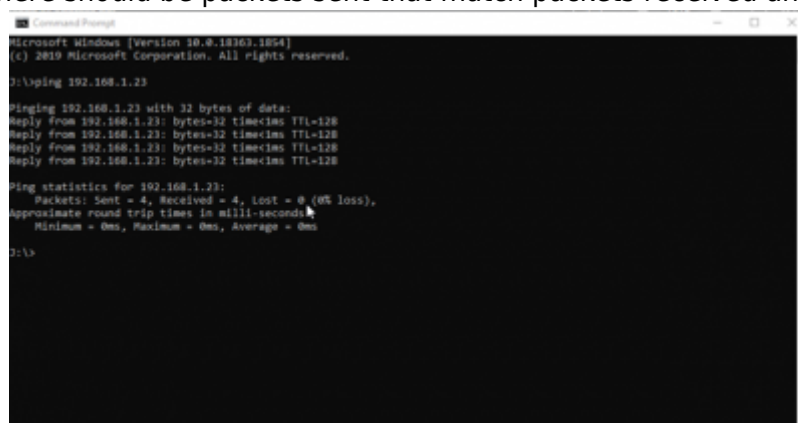 here should be packets sent that match packets received an
Command Prompt
Microsoft Windows [Version 10.0.18363.1854]
(c) 2019 Microsoft Corporation. All rights reserved.
J:\>ping 192.168.1.23
Pinging 192.168.1.23 with 32 bytes of data:
Reply from 192.168.1.23: bytes=32 time<1ms TTL=128
Reply from 192.168.1.23: bytes=32 time<1ms TTL=128
Reply from 192.168.1.23: bytes=32 time<1ms TTL=128
Reply from 192.168.1.23: bytes=32 time<1ms TTL=128
Ping statistics for 192.168.1.23:
Packets: Sent = 4, Received = 4, Lost = 0 (0% loss),
Approximate round trip times in milli-seconds:
Minimum = 0ms, Maximum = 0ms, Average = 0ms
J:\>